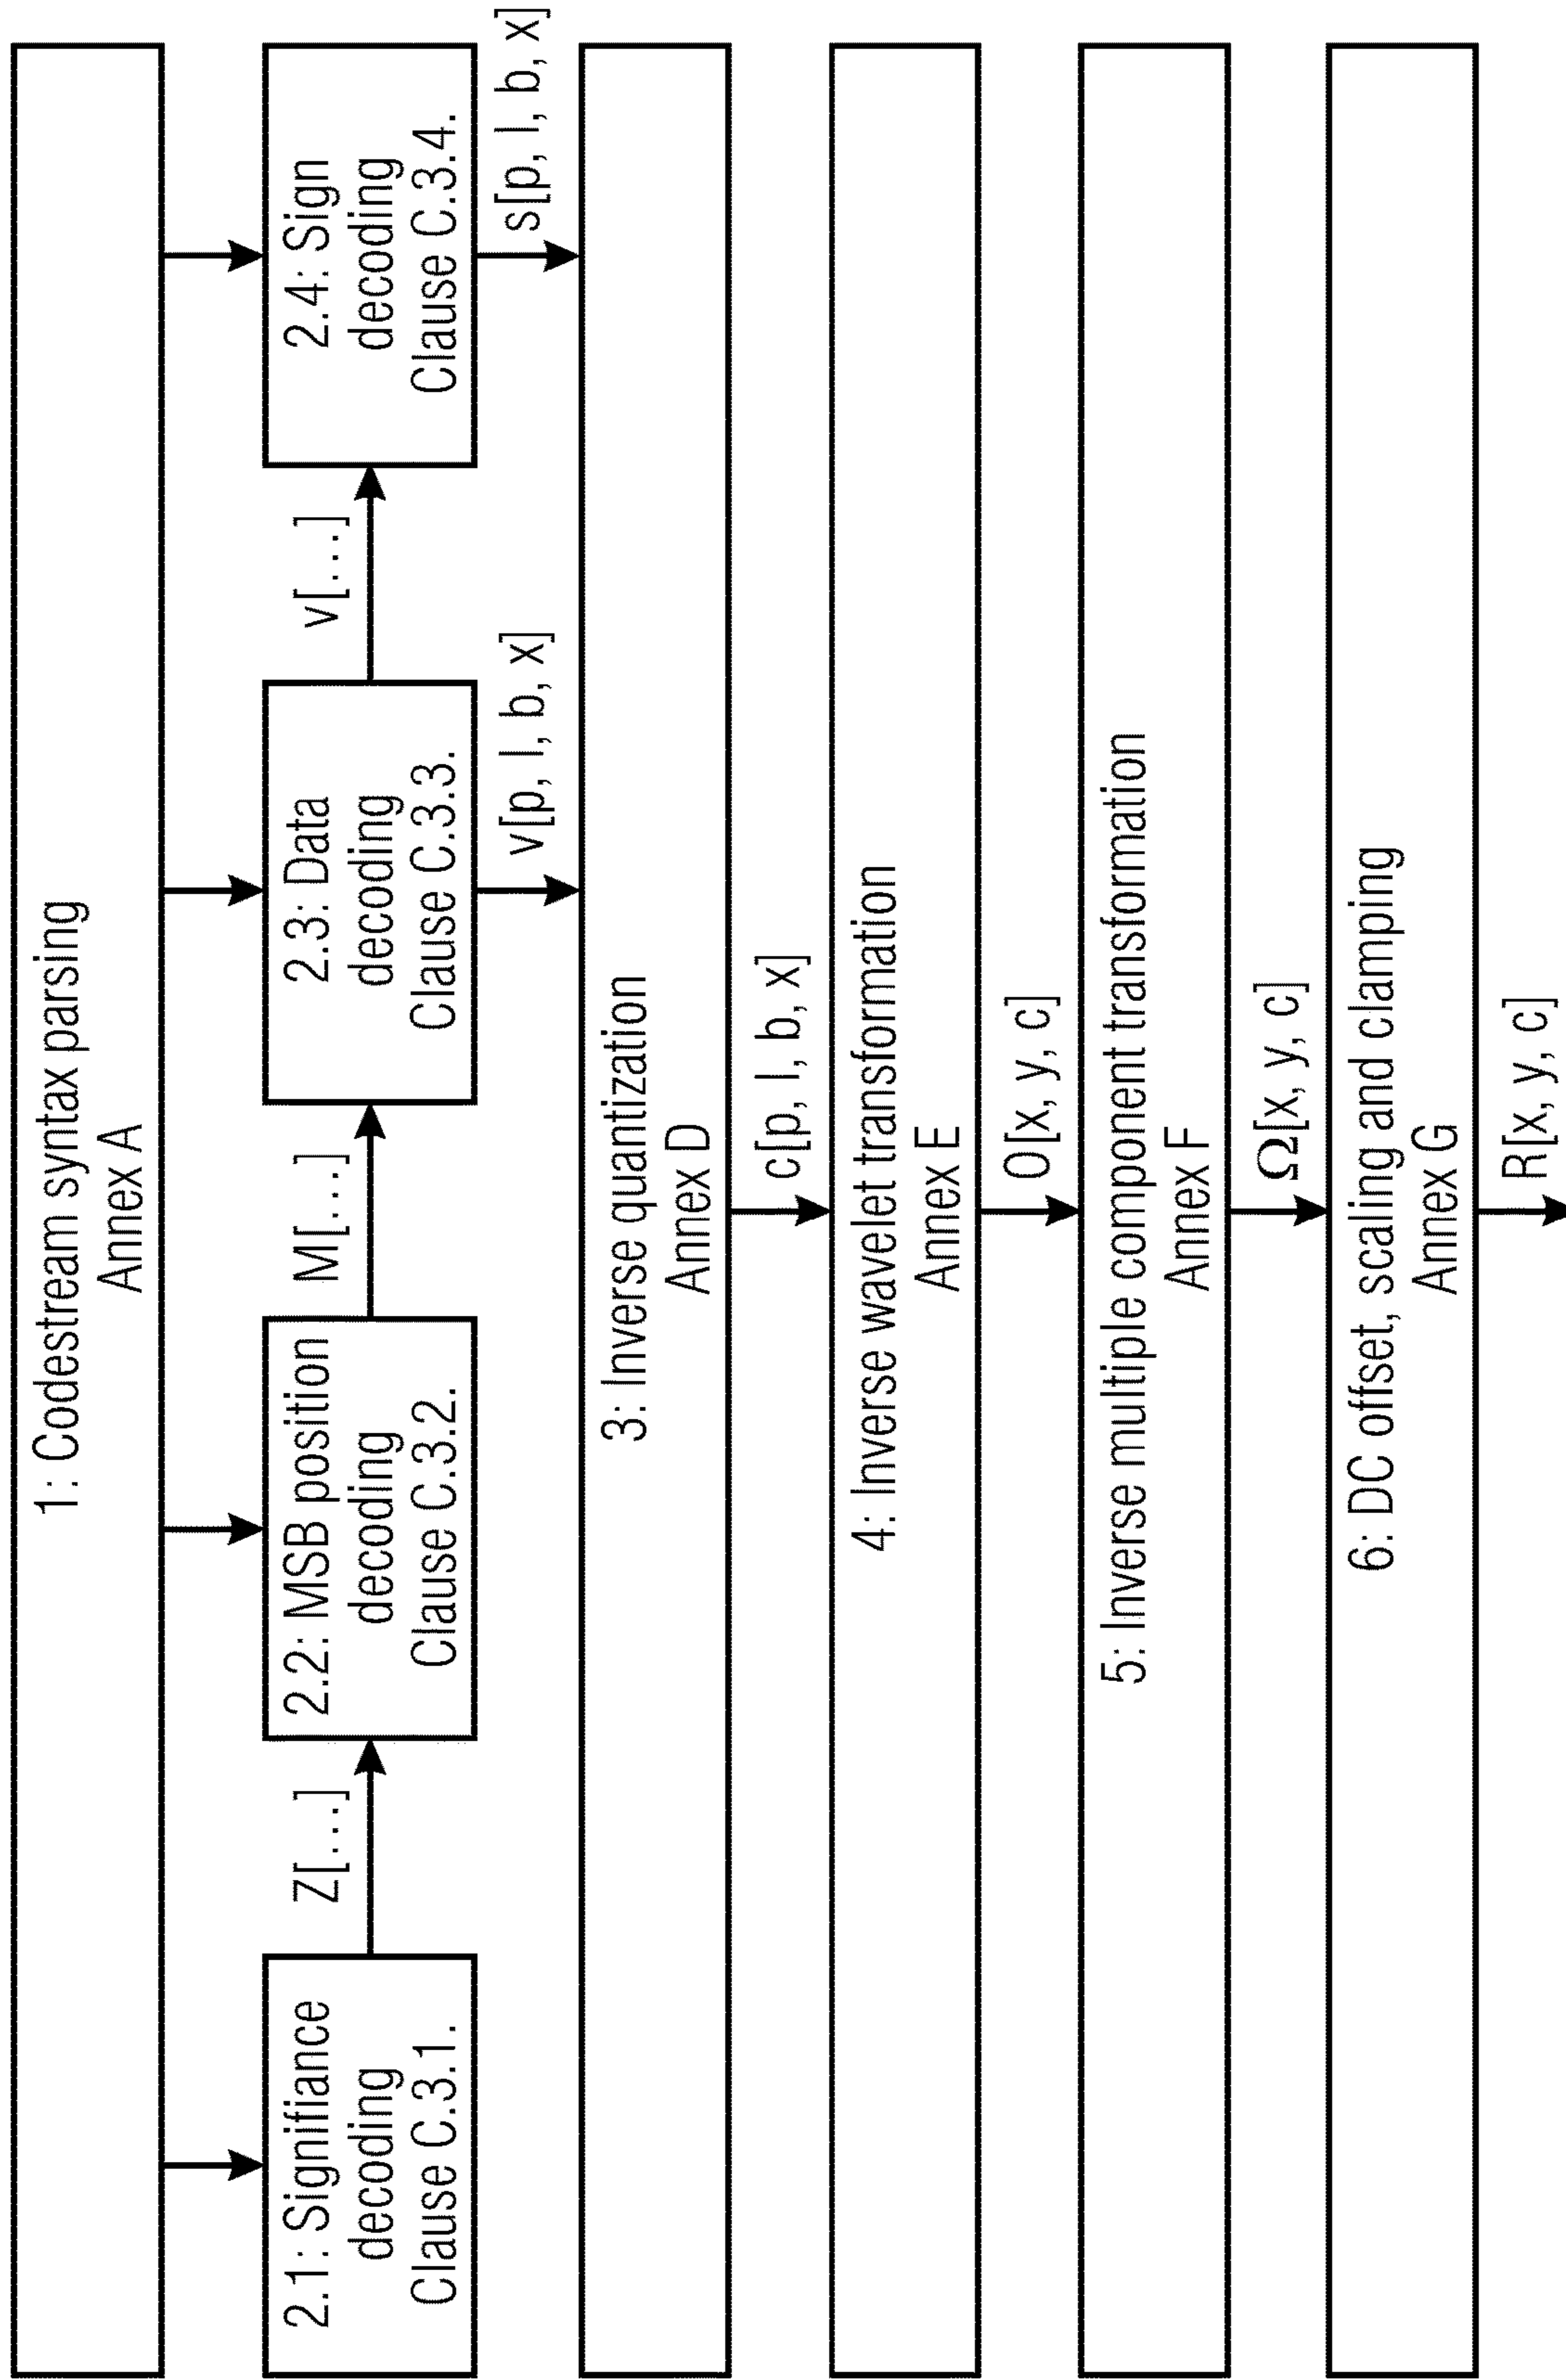 1: Codestream syntax parsing
Annex A
2.1: Signifiance
decoding
Clause C.3.1.
Z[...]
2.2: MSB position
decoding
Clause C.3.2.
M[...]
2.3: Data
decoding
Clause C.3.3.
v[...]
2.4: Sign
decoding
Clause C.3.4.
v[p, l, b, x]
s[p, l, b, x]
3: Inverse quantization
Annex D
c[p, l, b, x]
4: Inverse wavelet transformation
Annex E
O[x, y, c]
5: Inverse multiple component transformation
Annex F
Ω[x, y, c]
6: DC offset, scaling and clamping
Annex G
R[x, y, c]